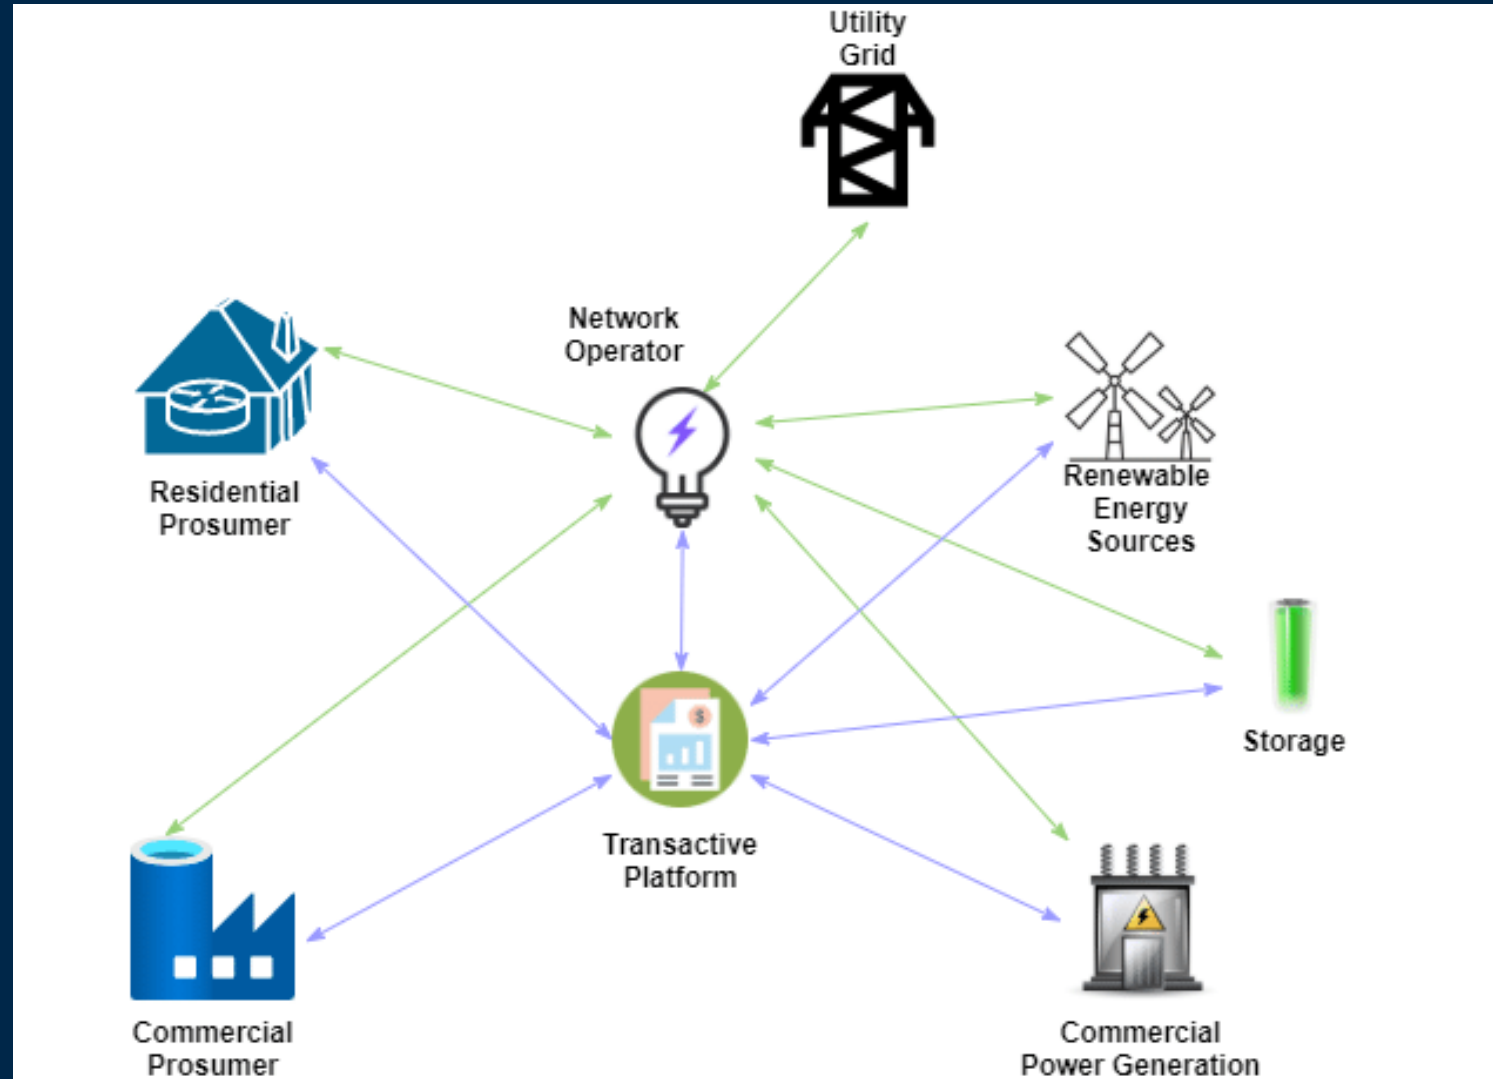 Utility
Grid
Network
Operator
Residential
Prosumer
Renewable
Energy
Sources
Storage
Transactive
Platform
$
Commercial
Prosumer
Commercial
Power Generation